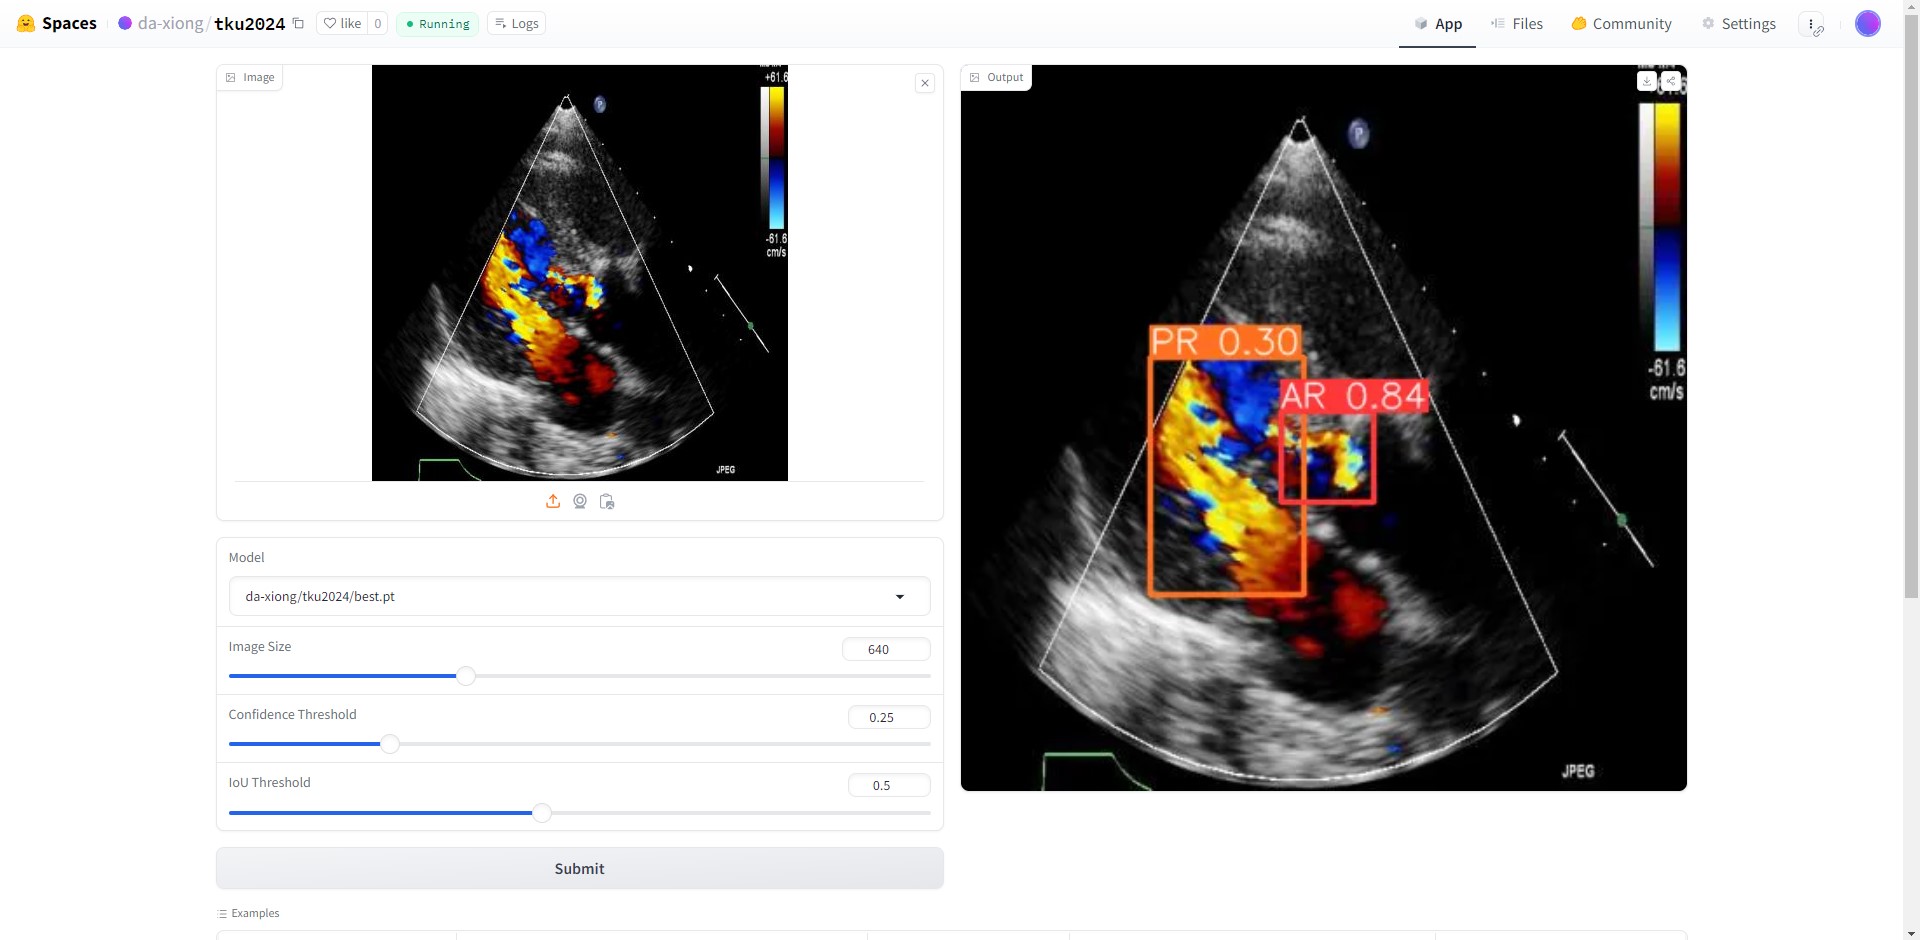 Spaces da-xiong/tku2024 like 0 Running Logs App Files Community Settings
Image
+61.6
P
-61.6
cm/s
JPEG
Output
P
PR 0.30
AR 0.84
-61.6
cm/s
JPEG
Model
da-xiong/tku2024/best.pt
Image Size
640
Confidence Threshold
0.25
IoU Threshold
0.5
Submit
Examples